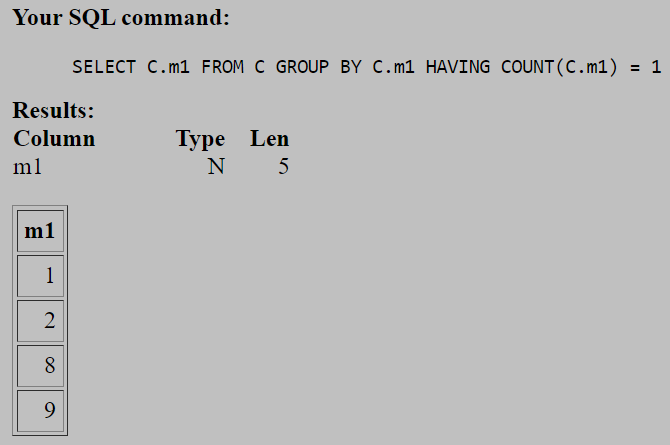 Your SQL command:
SELECT C.m1 FROM C GROUP BY C.m1 HAVING COUNT(C.m1) = 1
Results:
Column Type Len
m1 N 5
m1
1
2
8
9